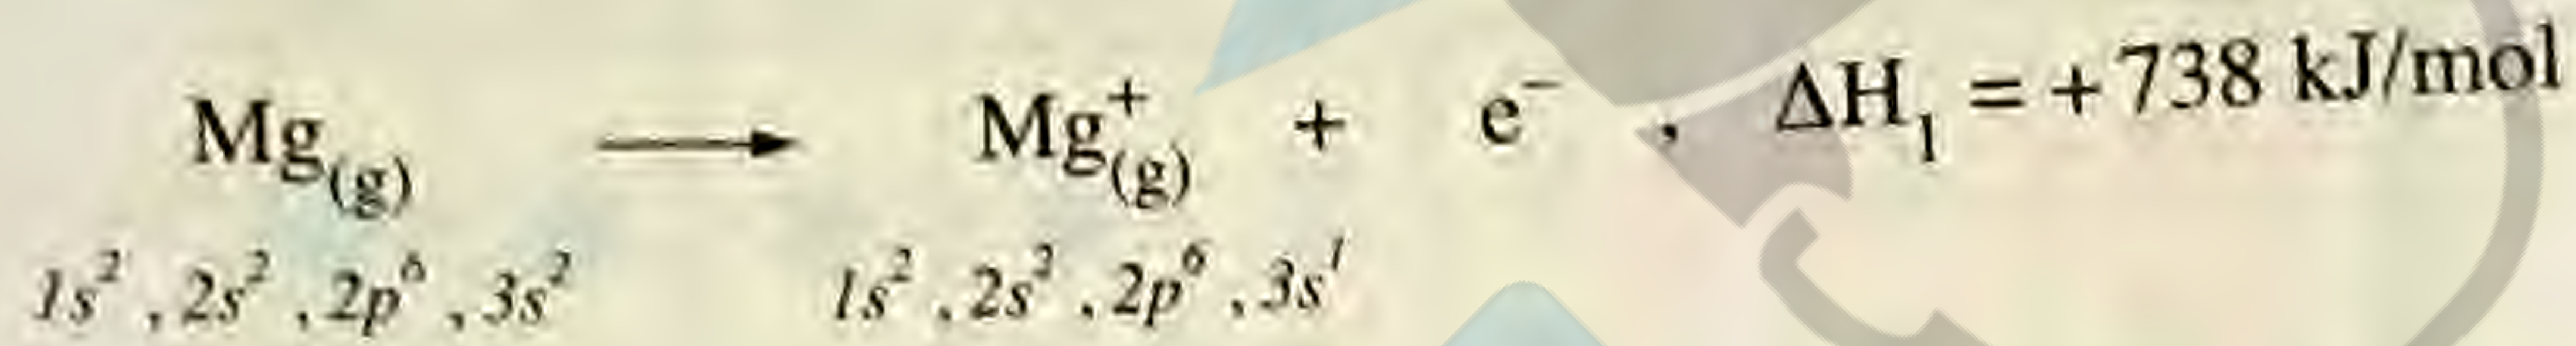 Mg(g) ⟶ Mg⁺(g) + e⁻ , ΔH₁ = +738 kJ/mol
1s² , 2s² , 2p⁶ , 3s² 1s² , 2s² , 2p⁶ , 3s¹